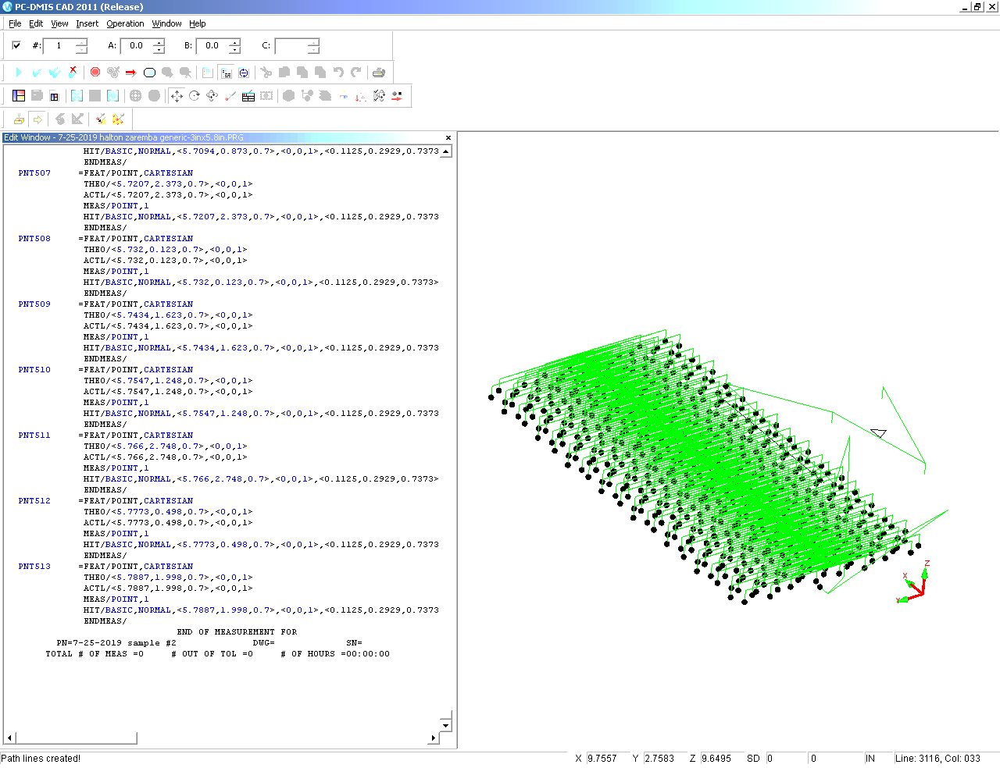 PC-DMIS CAD 2011 (Release)
File Edit View Insert Operation Window Help
#: 1 A: 0.0 B: 0.0 C:
Edit Window - 7-25-2019 halton zaremba generic-3inx5.8in.PRG
HIT/BASIC,NORMAL,<5.7094,0.873,0.7>,<0,0,1>,<0.1125,0.2929,0.7373
ENDMEAS/
PNT507 =FEAT/POINT,CARTESIAN
THEO/<5.7207,2.373,0.7>,<0,0,1>
ACTL/<5.7207,2.373,0.7>,<0,0,1>
MEAS/POINT,1
HIT/BASIC,NORMAL,<5.7207,2.373,0.7>,<0,0,1>,<0.1125,0.2929,0.7373
ENDMEAS/
PNT508 =FEAT/POINT,CARTESIAN
THEO/<5.732,0.123,0.7>,<0,0,1>
ACTL/<5.732,0.123,0.7>,<0,0,1>
MEAS/POINT,1
HIT/BASIC,NORMAL,<5.732,0.123,0.7>,<0,0,1>,<0.1125,0.2929,0.7373>
ENDMEAS/
PNT509 =FEAT/POINT,CARTESIAN
THEO/<5.7434,1.623,0.7>,<0,0,1>
ACTL/<5.7434,1.623,0.7>,<0,0,1>
MEAS/POINT,1
HIT/BASIC,NORMAL,<5.7434,1.623,0.7>,<0,0,1>,<0.1125,0.2929,0.7373
ENDMEAS/
PNT510 =FEAT/POINT,CARTESIAN
THEO/<5.7547,1.248,0.7>,<0,0,1>
ACTL/<5.7547,1.248,0.7>,<0,0,1>
MEAS/POINT,1
HIT/BASIC,NORMAL,<5.7547,1.248,0.7>,<0,0,1>,<0.1125,0.2929,0.7373
ENDMEAS/
PNT511 =FEAT/POINT,CARTESIAN
THEO/<5.766,2.748,0.7>,<0,0,1>
ACTL/<5.766,2.748,0.7>,<0,0,1>
MEAS/POINT,1
HIT/BASIC,NORMAL,<5.766,2.748,0.7>,<0,0,1>,<0.1125,0.2929,0.7373>
ENDMEAS/
PNT512 =FEAT/POINT,CARTESIAN
THEO/<5.7773,0.498,0.7>,<0,0,1>
ACTL/<5.7773,0.498,0.7>,<0,0,1>
MEAS/POINT,1
HIT/BASIC,NORMAL,<5.7773,0.498,0.7>,<0,0,1>,<0.1125,0.2929,0.7373
ENDMEAS/
PNT513 =FEAT/POINT,CARTESIAN
THEO/<5.7887,1.998,0.7>,<0,0,1>
ACTL/<5.7887,1.998,0.7>,<0,0,1>
MEAS/POINT,1
HIT/BASIC,NORMAL,<5.7887,1.998,0.7>,<0,0,1>,<0.1125,0.2929,0.7373
ENDMEAS/
END OF MEASUREMENT FOR
PN=7-25-2019 sample #2 DWG= SN=
TOTAL # OF MEAS =0 # OUT OF TOL =0 # OF HOURS =00:00:00
Z
X
Y
Path lines created! X 9.7557 Y 2.7583 Z 9.6495 SD 0 0 IN Line: 3116, Col: 033